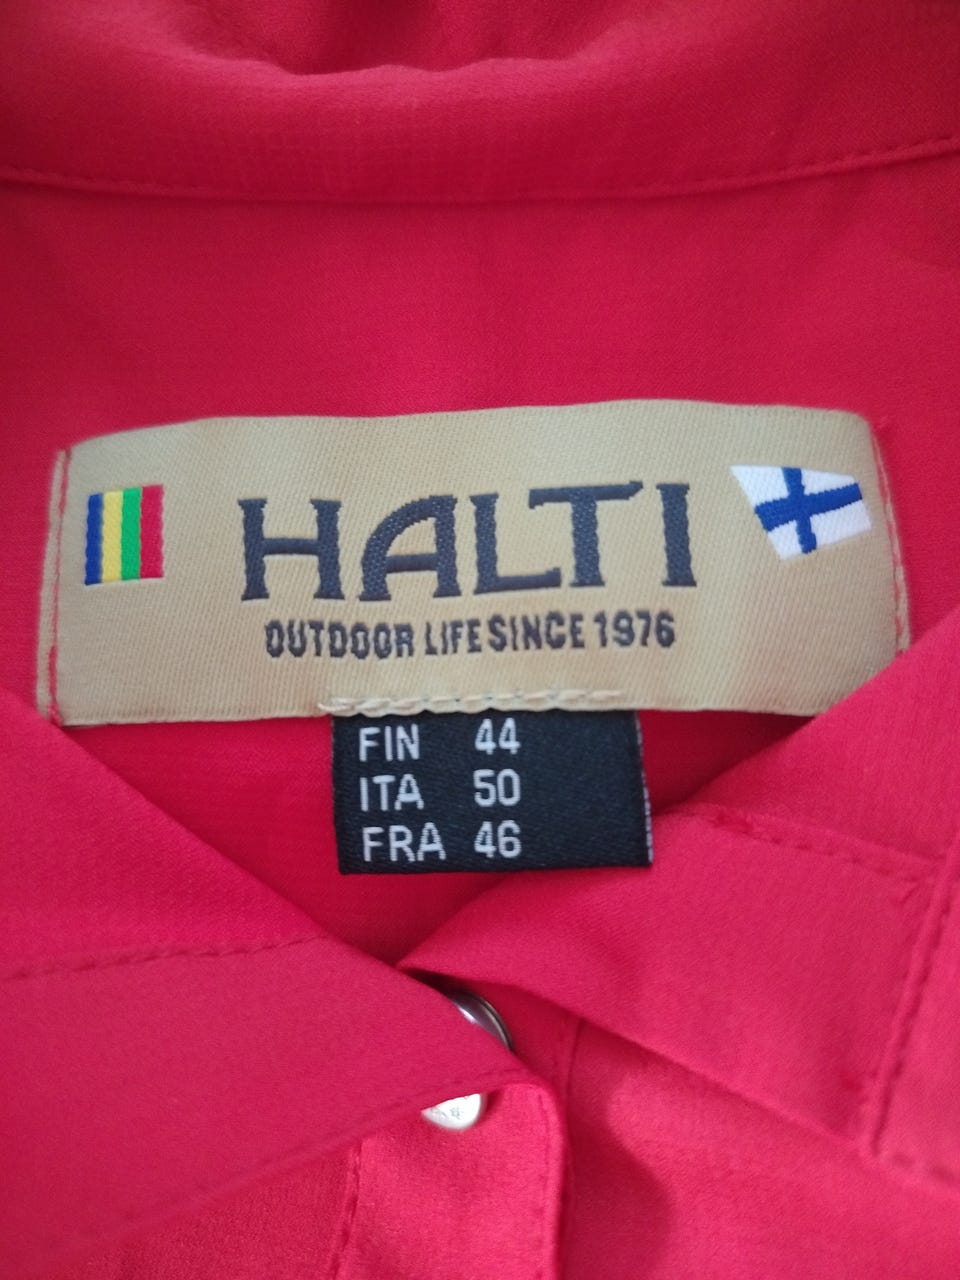 HALTI
OUTDOOR LIFE SINCE 1976
FIN 44
ITA 50
FRA 46